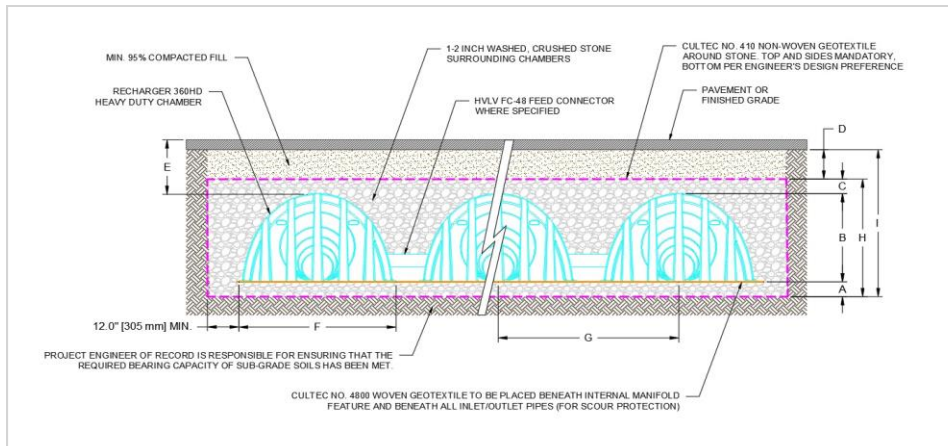 MIN. 95% COMPACTED FILL
1-2 INCH WASHED, CRUSHED STONE
SURROUNDING CHAMBERS
CULTEC NO. 410 NON-WOVEN GEOTEXTILE
AROUND STONE. TOP AND SIDES MANDATORY,
BOTTOM PER ENGINEER'S DESIGN PREFERENCE
RECHARGER 360HD
HEAVY DUTY CHAMBER
HVLV FC-48 FEED CONNECTOR
WHERE SPECIFIED
PAVEMENT OR
FINISHED GRADE
D
E
C
B
H
I
A
12.0" [305 mm] MIN.
F
G
PROJECT ENGINEER OF RECORD IS RESPONSIBLE FOR ENSURING THAT THE
REQUIRED BEARING CAPACITY OF SUB-GRADE SOILS HAS BEEN MET.
CULTEC NO. 4800 WOVEN GEOTEXTILE TO BE PLACED BENEATH INTERNAL MANIFOLD
FEATURE AND BENEATH ALL INLET/OUTLET PIPES (FOR SCOUR PROTECTION)